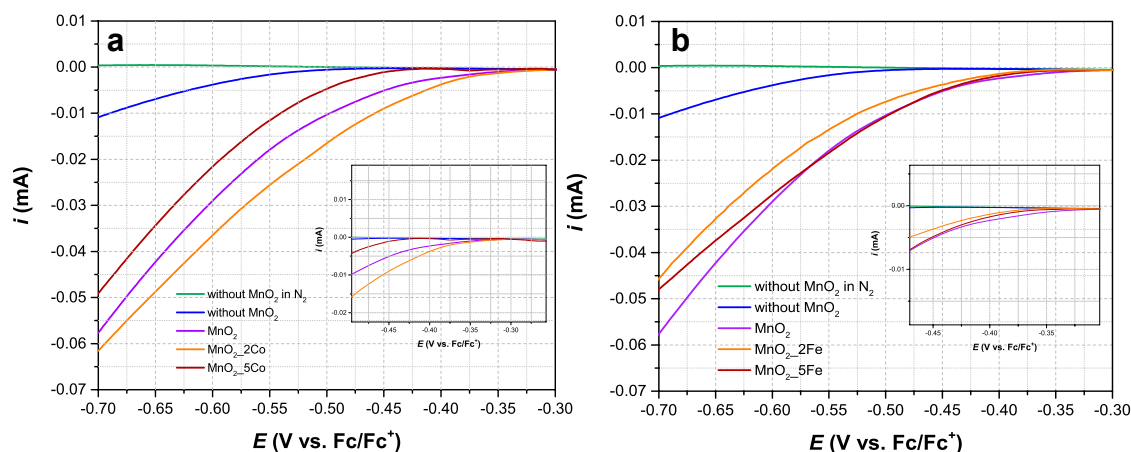 a
0.01
0.00
-0.01
-0.02
-0.03
-0.04
-0.05
-0.06
-0.07
i (mA)
-0.70 -0.65 -0.60 -0.55 -0.50 -0.45 -0.40 -0.35 -0.30
E (V vs. Fc/Fc⁺)
without MnO₂ in N₂
without MnO₂
MnO₂
MnO₂_2Co
MnO₂_5Co
0.00
-0.01
-0.02
i (mA)
-0.45 -0.40 -0.35 -0.30
E (V vs. Fc/Fc⁺)
b
0.01
0.00
-0.01
-0.02
-0.03
-0.04
-0.05
-0.06
-0.07
i (mA)
-0.70 -0.65 -0.60 -0.55 -0.50 -0.45 -0.40 -0.35 -0.30
E (V vs. Fc/Fc⁺)
without MnO₂ in N₂
without MnO₂
MnO₂
MnO₂_2Fe
MnO₂_5Fe
0.00
-0.01
i (mA)
-0.45 -0.40 -0.35
E (V vs. Fc/Fc⁺)